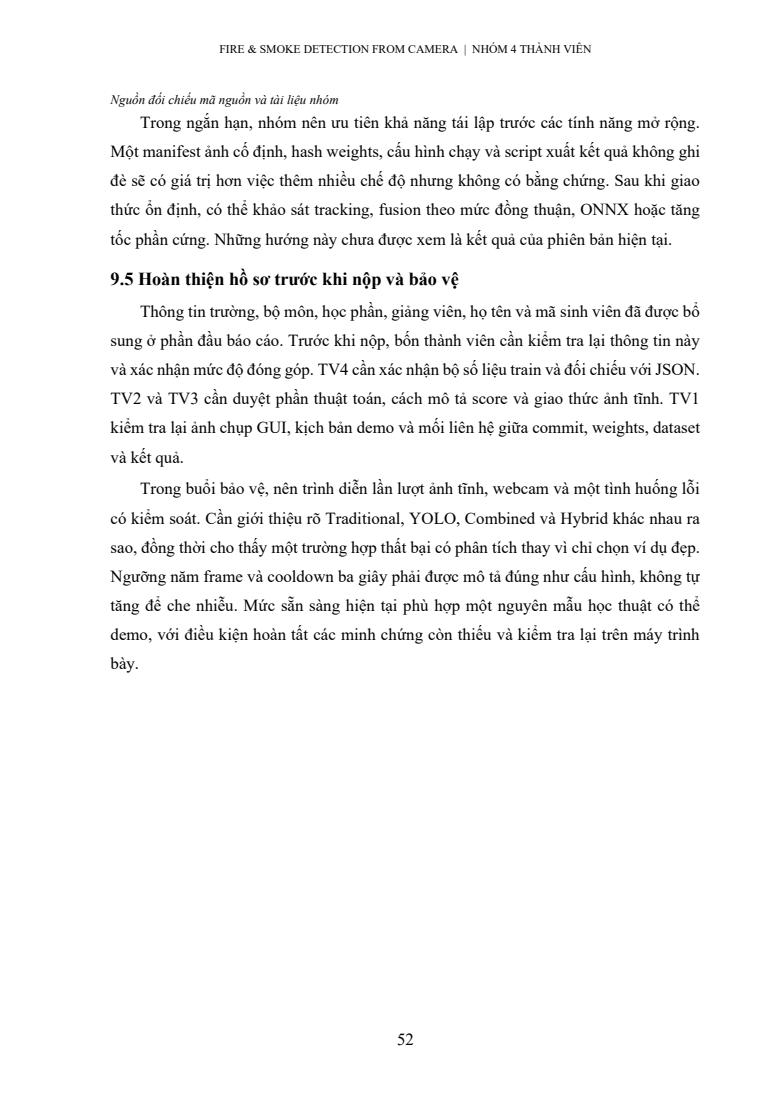 FIRE & SMOKE DETECTION FROM CAMERA | NHÓM 4 THÀNH VIÊN
Nguồn đối chiếu mã nguồn và tài liệu nhóm
Trong ngắn hạn, nhóm nên ưu tiên khả năng tái lập trước các tính năng mở rộng.
Một manifest ảnh cố định, hash weights, cấu hình chạy và script xuất kết quả không ghi
đè sẽ có giá trị hơn việc thêm nhiều chế độ nhưng không có bằng chứng. Sau khi giao
thức ổn định, có thể khảo sát tracking, fusion theo mức đồng thuận, ONNX hoặc tăng
tốc phần cứng. Những hướng này chưa được xem là kết quả của phiên bản hiện tại.
9.5 Hoàn thiện hồ sơ trước khi nộp và bảo vệ
Thông tin trường, bộ môn, học phần, giảng viên, họ tên và mã sinh viên đã được bổ
sung ở phần đầu báo cáo. Trước khi nộp, bốn thành viên cần kiểm tra lại thông tin này
và xác nhận mức độ đóng góp. TV4 cần xác nhận bộ số liệu train và đối chiếu với JSON.
TV2 và TV3 cần duyệt phần thuật toán, cách mô tả score và giao thức ảnh tĩnh. TV1
kiểm tra lại ảnh chụp GUI, kịch bản demo và mối liên hệ giữa commit, weights, dataset
và kết quả.
Trong buổi bảo vệ, nên trình diễn lần lượt ảnh tĩnh, webcam và một tình huống lỗi
có kiểm soát. Cần giới thiệu rõ Traditional, YOLO, Combined và Hybrid khác nhau ra
sao, đồng thời cho thấy một trường hợp thất bại có phân tích thay vì chỉ chọn ví dụ đẹp.
Ngưỡng năm frame và cooldown ba giây phải được mô tả đúng như cấu hình, không tự
tăng để che nhiễu. Mức sẵn sàng hiện tại phù hợp một nguyên mẫu học thuật có thể
demo, với điều kiện hoàn tất các minh chứng còn thiếu và kiểm tra lại trên máy trình
bày.
52